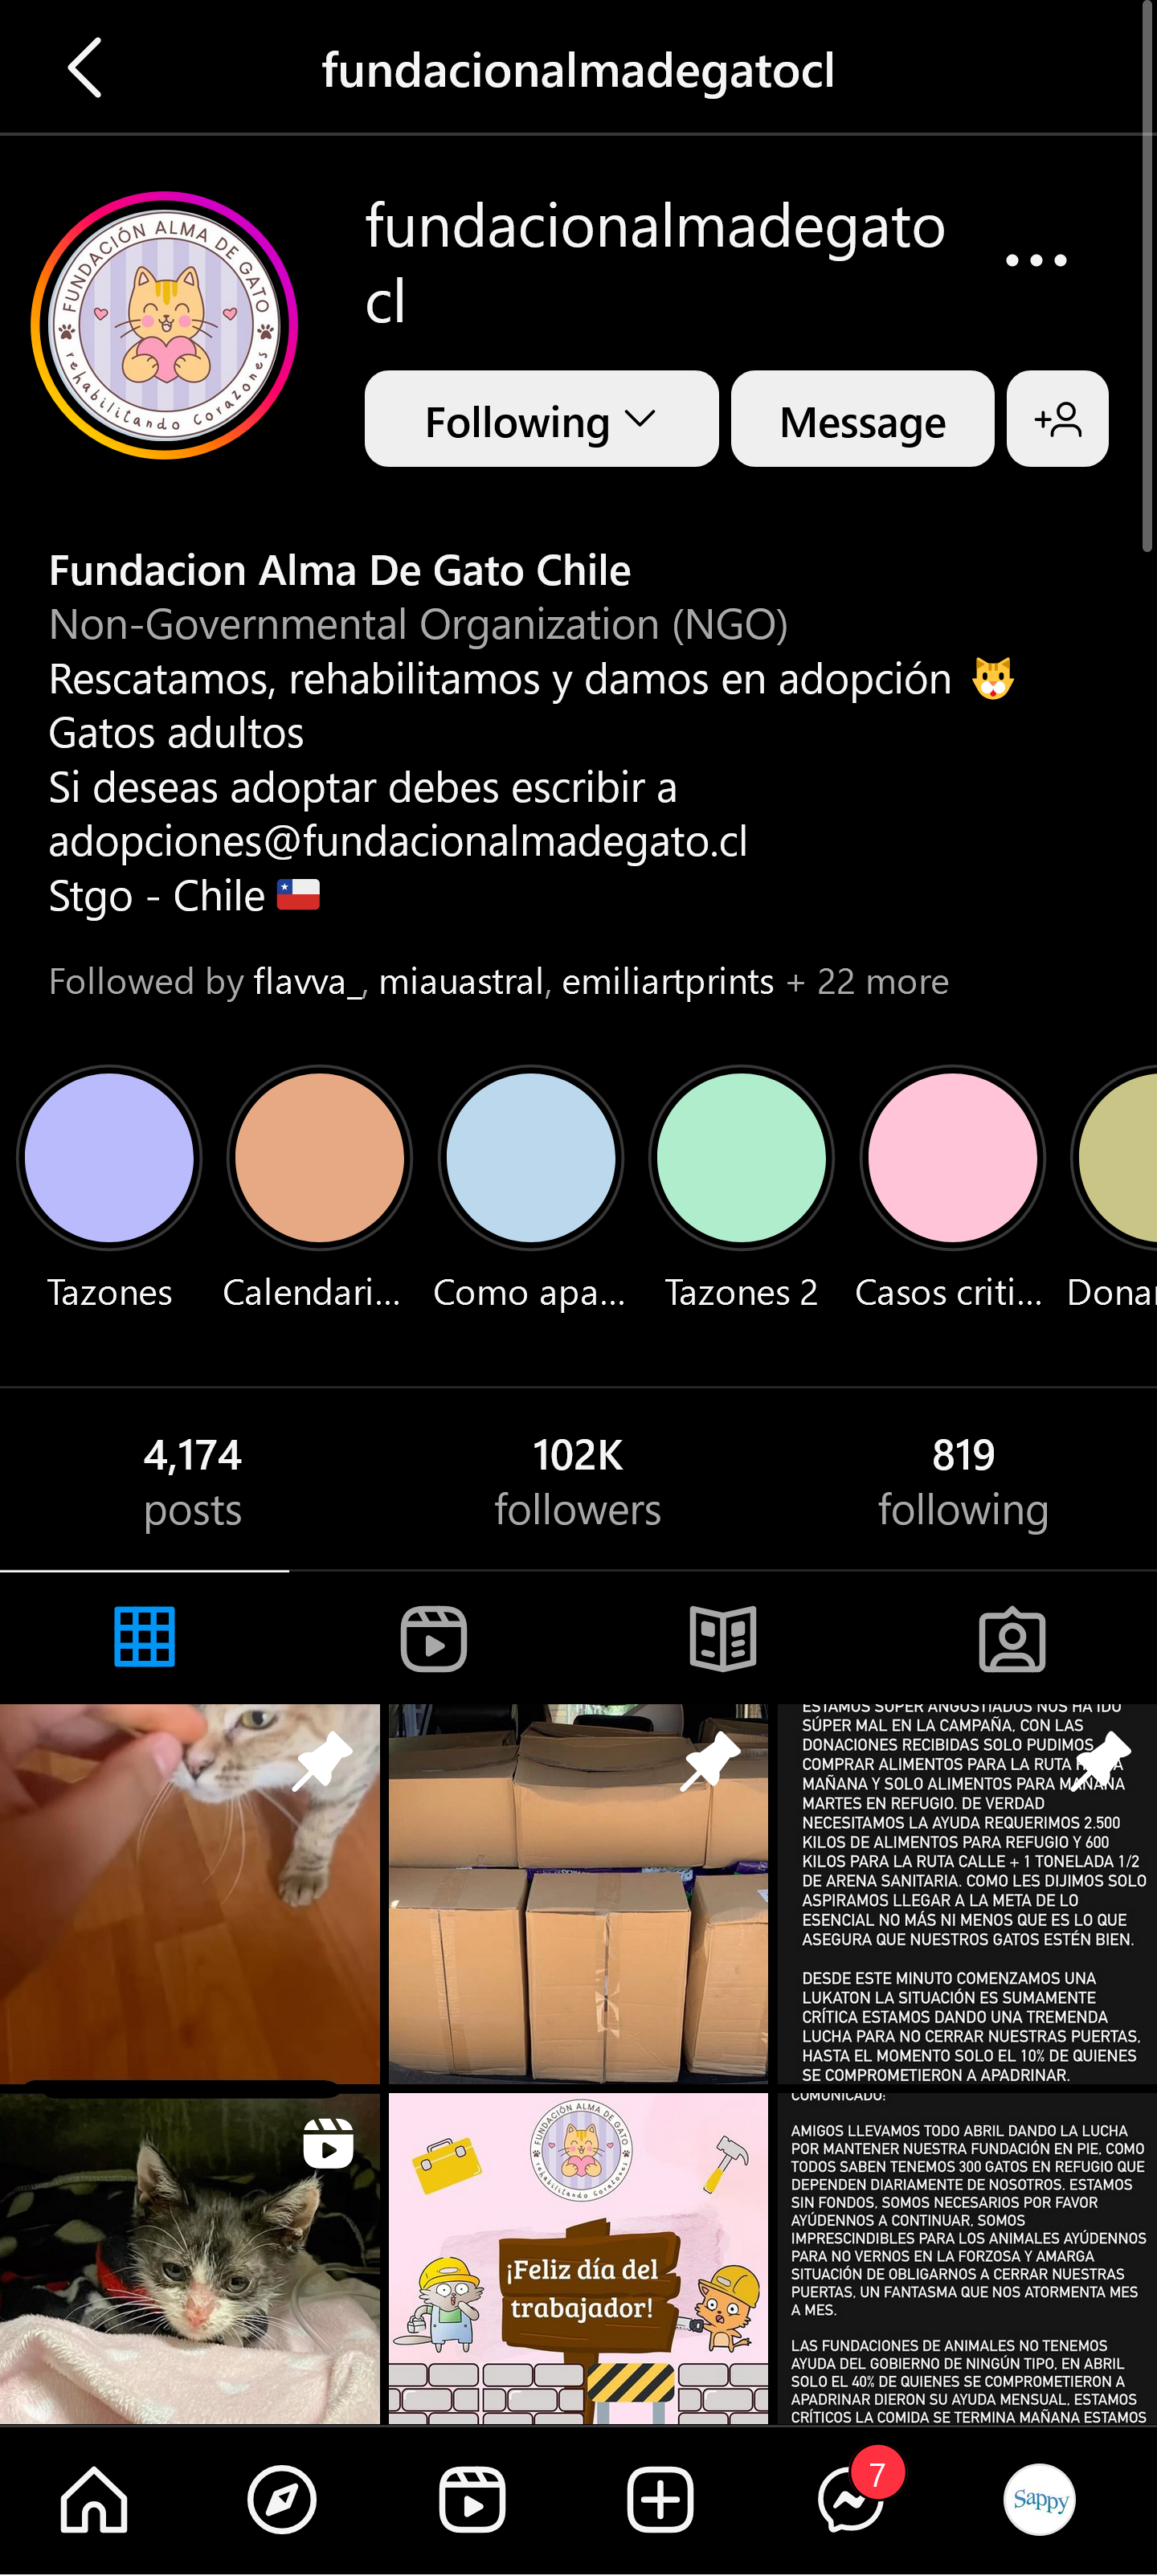 fundacionalmadegatocl
FUNDACIÓN ALMA DE GATO
rehabilitando Corazones
fundacionalmadegato
cl
Following
Message
Fundacion Alma De Gato Chile
Non-Governmental Organization (NGO)
Rescatamos, rehabilitamos y damos en adopción 🐱
Gatos adultos
Si deseas adoptar debes escribir a
adopciones@fundacionalmadegato.cl
Stgo - Chile 🇨🇱
Followed by flavva_, miauastral, emiliartprints + 22 more
Tazones
Calendari...
Como apa...
Tazones 2
Casos criti...
Dona
4,174
posts
102K
followers
819
following
ESTAMOS SÚPER ANGUSTIADOS NOS HA IDO
SÚPER MAL EN LA CAMPAÑA, CON LAS
DONACIONES RECIBIDAS SOLO PUDIMOS
COMPRAR ALIMENTOS PARA LA RUTA
MAÑANA Y SOLO ALIMENTOS PARA MAÑANA
MARTES EN REFUGIO. DE VERDAD
NECESITAMOS LA AYUDA REQUERIMOS 2.500
KILOS DE ALIMENTOS PARA REFUGIO Y 600
KILOS PARA LA RUTA CALLE + 1 TONELADA 1/2
DE ARENA SANITARIA. COMO LES DIJIMOS SOLO
ASPIRAMOS LLEGAR A LA META DE LO
ESENCIAL NO MÁS NI MENOS QUE ES LO QUE
ASEGURA QUE NUESTROS GATOS ESTÉN BIEN.
DESDE ESTE MINUTO COMENZAMOS UNA
LUKATON LA SITUACIÓN ES SUMAMENTE
CRÍTICA ESTAMOS DANDO UNA TREMENDA
LUCHA PARA NO CERRAR NUESTRAS PUERTAS,
HASTA EL MOMENTO SOLO EL 10% DE QUIENES
SE COMPROMETIERON A APADRINAR.
FUNDACIÓN ALMA DE GATO
rehabilitando Corazones
¡Feliz día del
trabajador!
COMUNICADO:
AMIGOS LLEVAMOS TODO ABRIL DANDO LA LUCHA
POR MANTENER NUESTRA FUNDACIÓN EN PIE, COMO
TODOS SABEN TENEMOS 300 GATOS EN REFUGIO QUE
DEPENDEN DIARIAMENTE DE NOSOTROS. ESTAMOS
SIN FONDOS, SOMOS NECESARIOS POR FAVOR
AYÚDENNOS A CONTINUAR, SOMOS
IMPRESCINDIBLES PARA LOS ANIMALES AYÚDENNOS
PARA NO VERNOS EN LA FORZOSA Y AMARGA
SITUACIÓN DE OBLIGARNOS A CERRAR NUESTRAS
PUERTAS, UN FANTASMA QUE NOS ATORMENTA MES
A MES.
LAS FUNDACIONES DE ANIMALES NO TENEMOS
AYUDA DEL GOBIERNO DE NINGÚN TIPO, EN ABRIL
SOLO EL 40% DE QUIENES SE COMPROMETIERON A
APADRINAR DIERON SU AYUDA MENSUAL, ESTAMOS
CRÍTICOS LA COMIDA SE TERMINA MAÑANA ESTAMOS
7
Sappy